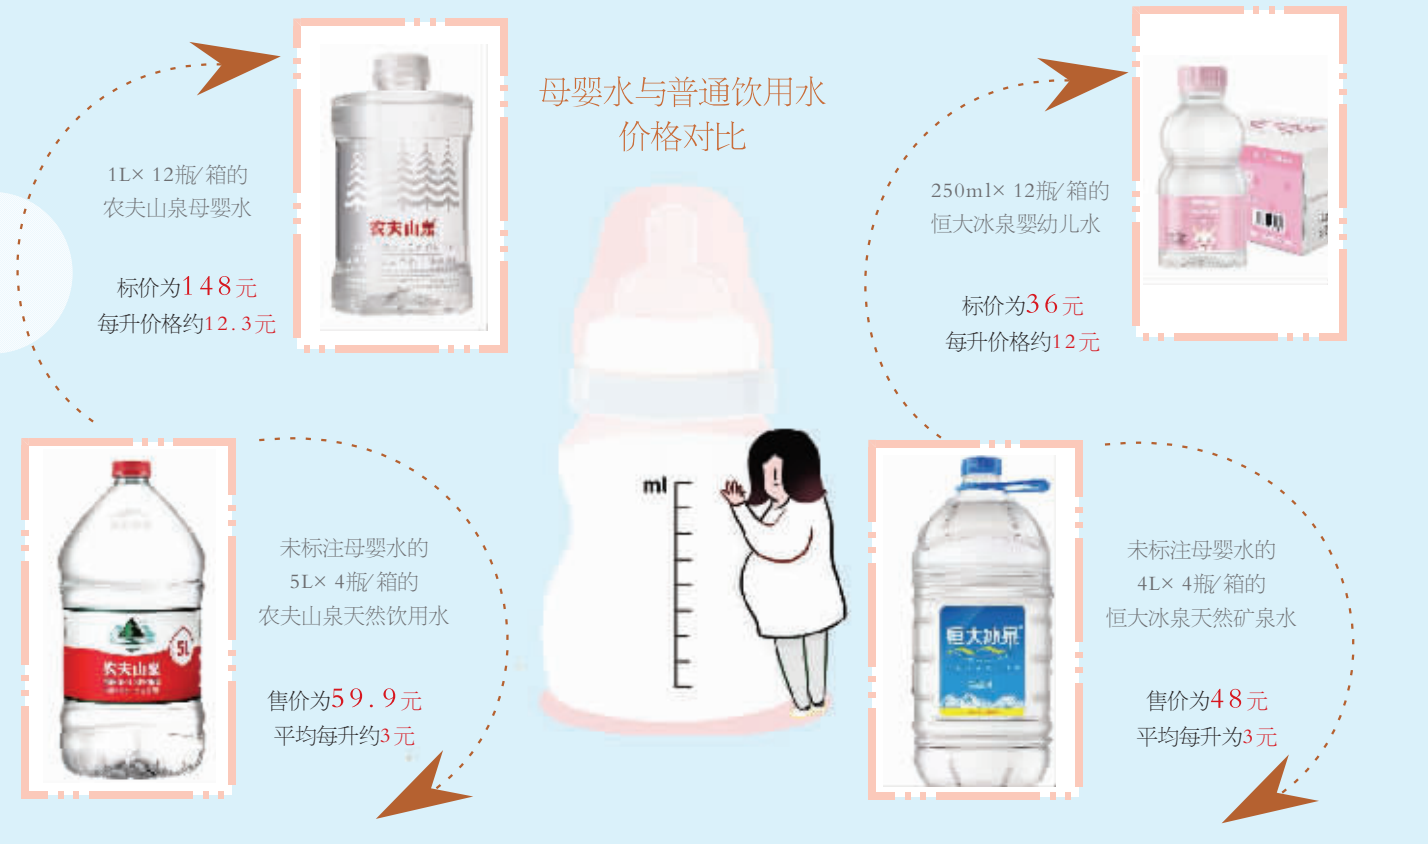 母婴水与普通饮用水
价格对比
1L× 12瓶/箱的
农夫山泉母婴水
标价为148元
每升价格约12.3元
农夫山泉
250ml× 12瓶/箱的
恒大冰泉婴幼儿水
标价为36元
每升价格约12元
未标注母婴水的
5L× 4瓶/箱的
农夫山泉天然饮用水
售价为59.9元
平均每升约3元
5L
农夫山泉
ml
未标注母婴水的
4L× 4瓶/箱的
恒大冰泉天然矿泉水
售价为48元
平均每升为3元
恒大冰泉